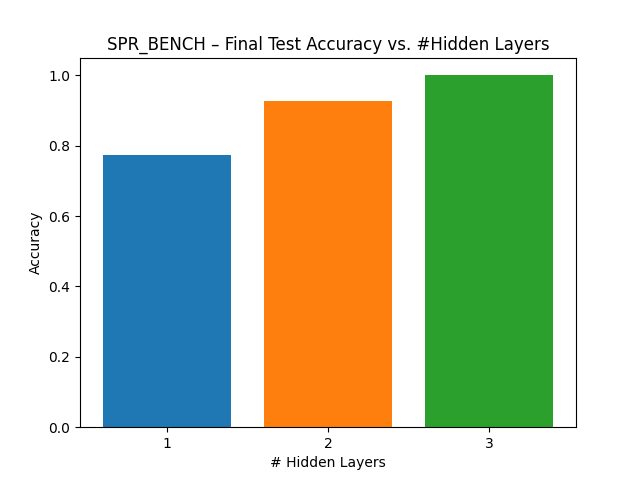 SPR_BENCH – Final Test Accuracy vs. #Hidden Layers
1.0
0.8
0.6
0.4
0.2
0.0
Accuracy
1 2 3
# Hidden Layers